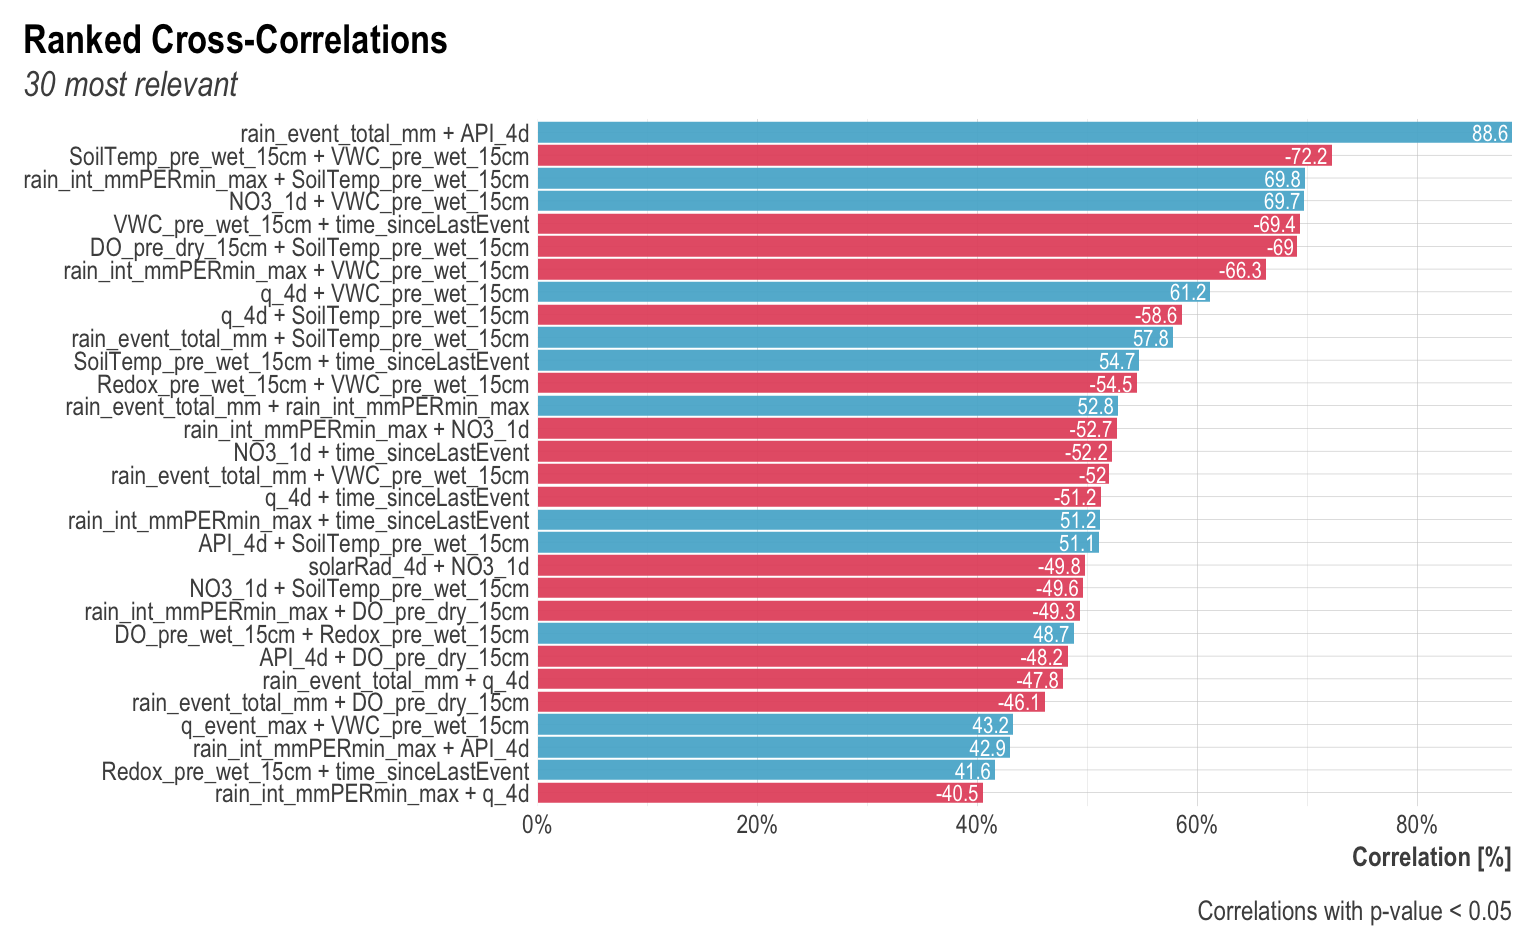 Ranked Cross-Correlations
30 most relevant
rain_event_total_mm + API_4d 88.6
SoilTemp_pre_wet_15cm + VWC_pre_wet_15cm -72.2
rain_int_mmPERmin_max + SoilTemp_pre_wet_15cm 69.8
NO3_1d + VWC_pre_wet_15cm 69.7
VWC_pre_wet_15cm + time_sinceLastEvent -69.4
DO_pre_dry_15cm + SoilTemp_pre_wet_15cm -69
rain_int_mmPERmin_max + VWC_pre_wet_15cm -66.3
q_4d + VWC_pre_wet_15cm 61.2
q_4d + SoilTemp_pre_wet_15cm -58.6
rain_event_total_mm + SoilTemp_pre_wet_15cm 57.8
SoilTemp_pre_wet_15cm + time_sinceLastEvent 54.7
Redox_pre_wet_15cm + VWC_pre_wet_15cm -54.5
rain_event_total_mm + rain_int_mmPERmin_max 52.8
rain_int_mmPERmin_max + NO3_1d -52.7
NO3_1d + time_sinceLastEvent -52.2
rain_event_total_mm + VWC_pre_wet_15cm -52
q_4d + time_sinceLastEvent -51.2
rain_int_mmPERmin_max + time_sinceLastEvent 51.2
API_4d + SoilTemp_pre_wet_15cm 51.1
solarRad_4d + NO3_1d -49.8
NO3_1d + SoilTemp_pre_wet_15cm -49.6
rain_int_mmPERmin_max + DO_pre_dry_15cm -49.3
DO_pre_wet_15cm + Redox_pre_wet_15cm 48.7
API_4d + DO_pre_dry_15cm -48.2
rain_event_total_mm + q_4d -47.8
rain_event_total_mm + DO_pre_dry_15cm -46.1
q_event_max + VWC_pre_wet_15cm 43.2
rain_int_mmPERmin_max + API_4d 42.9
Redox_pre_wet_15cm + time_sinceLastEvent 41.6
rain_int_mmPERmin_max + q_4d -40.5
0% 20% 40% 60% 80%
Correlation [%]
Correlations with p-value < 0.05